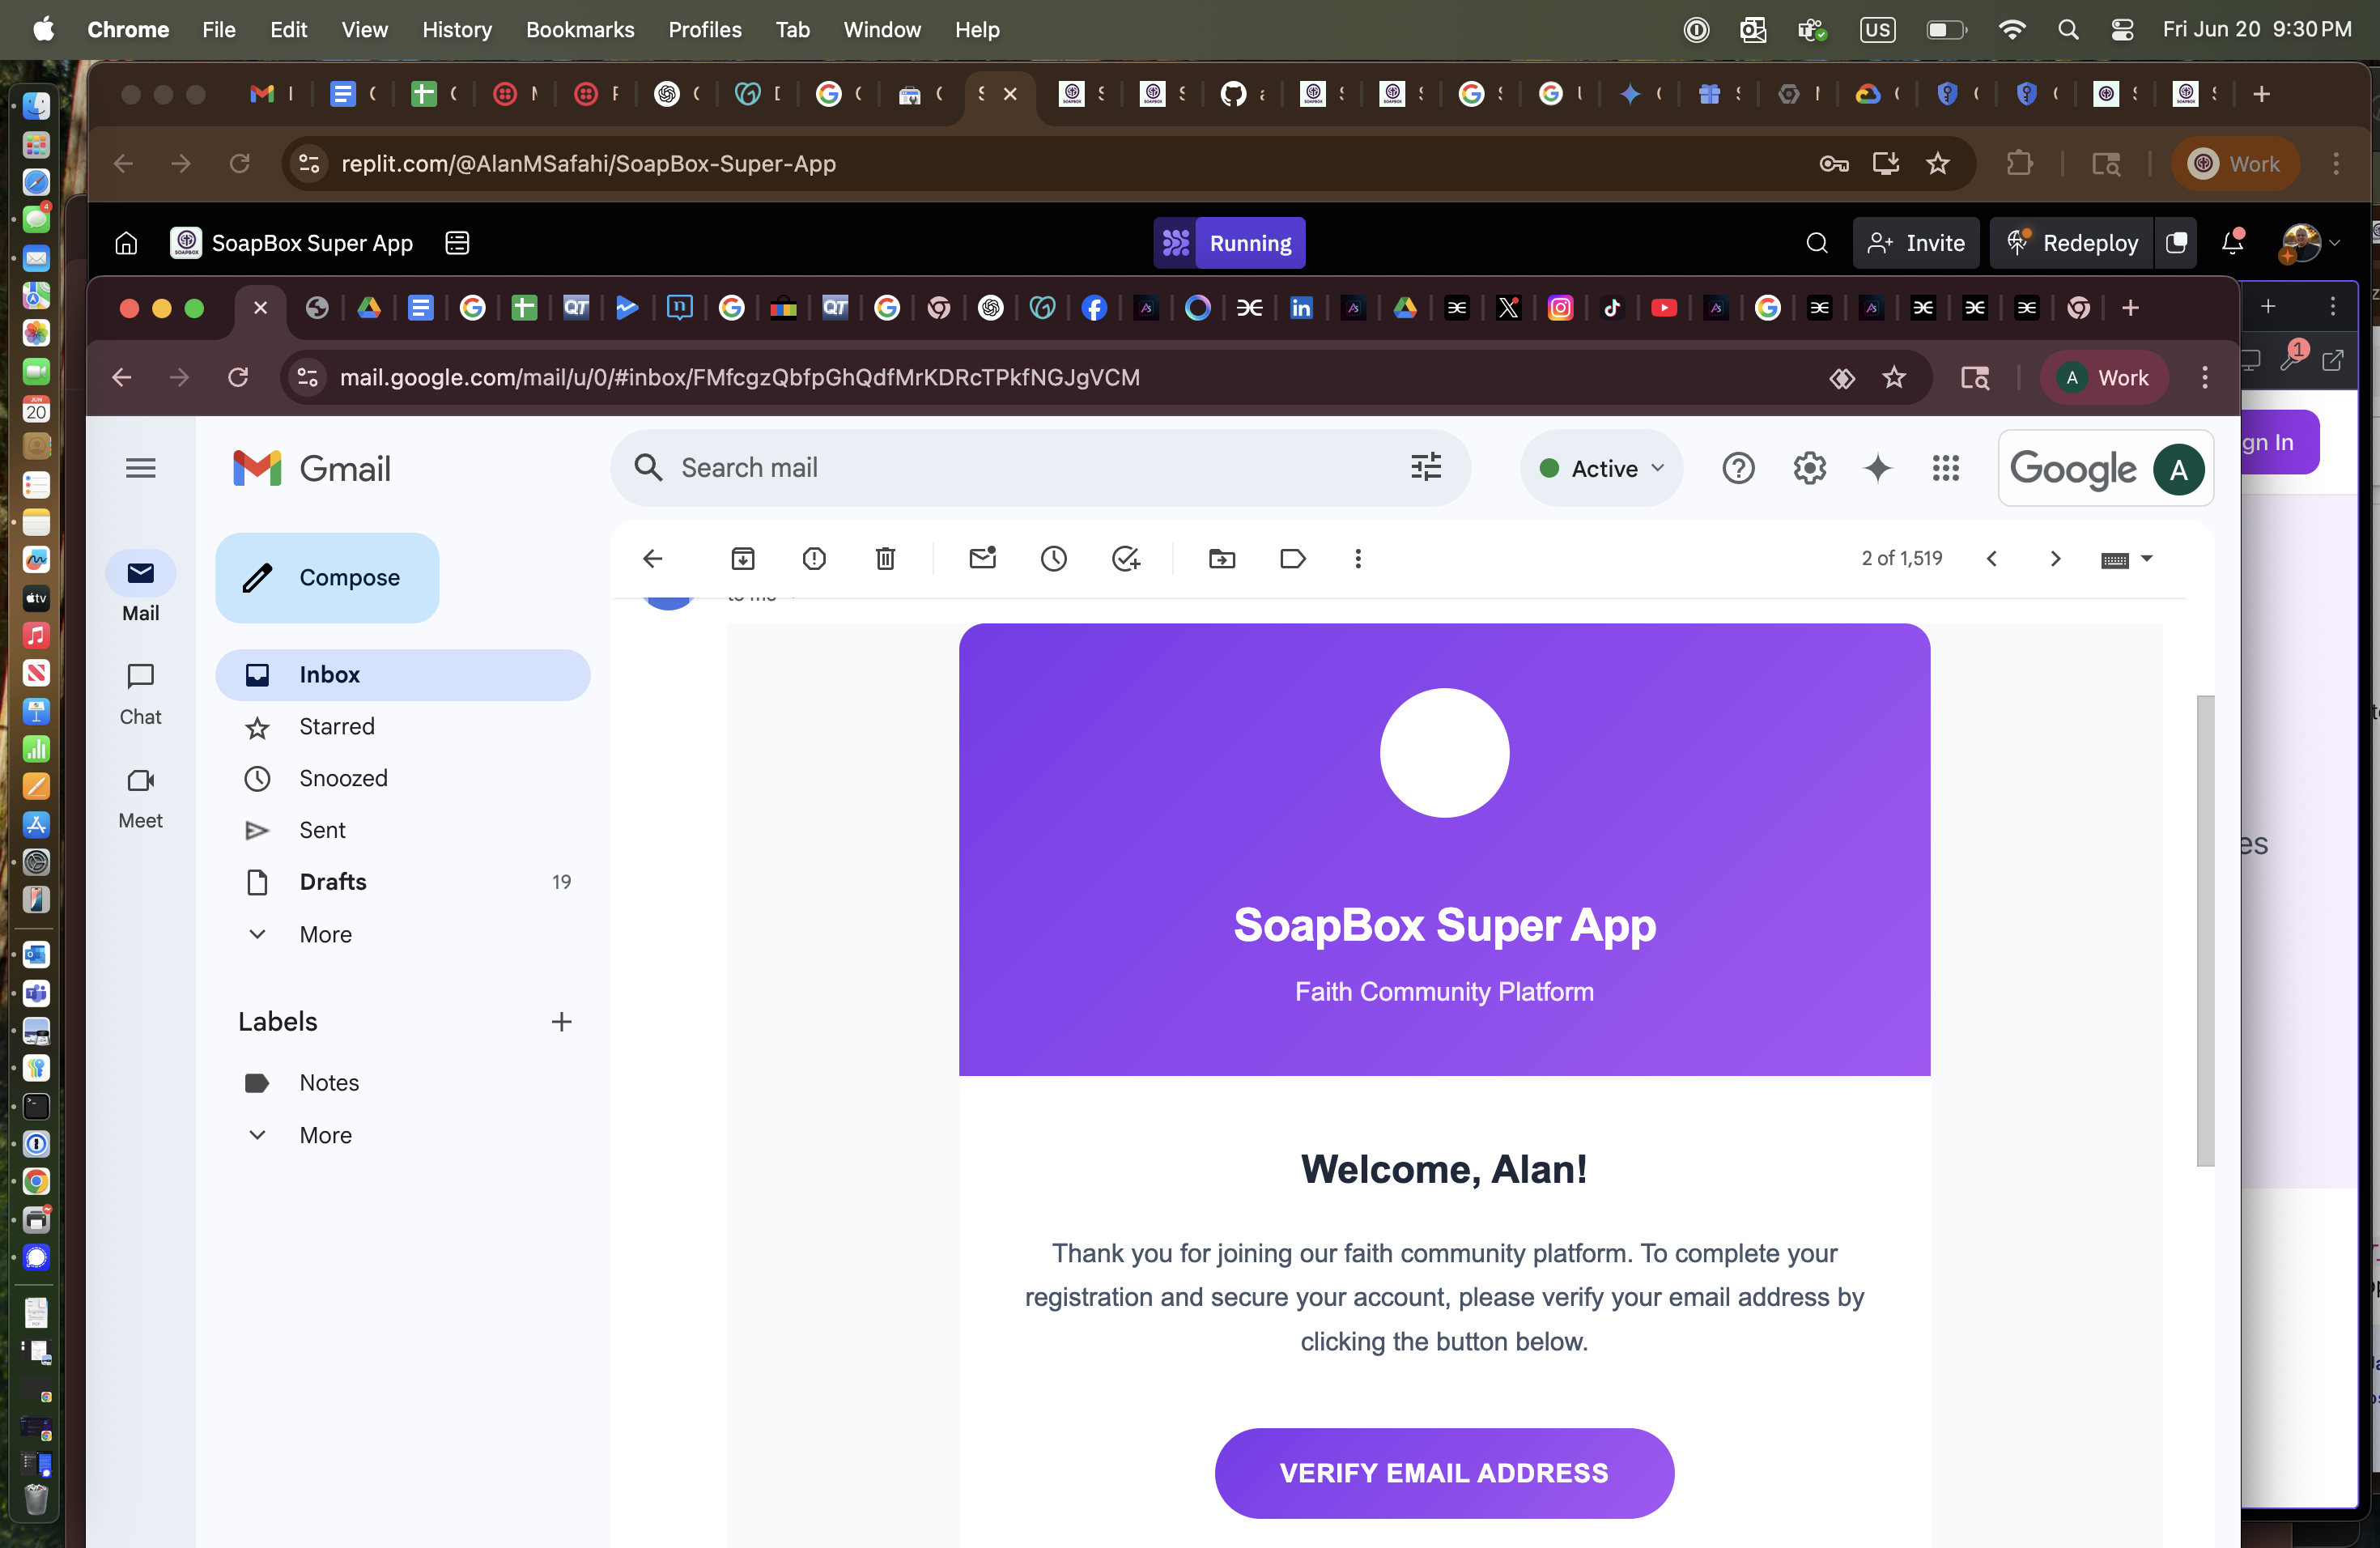 Chrome File Edit View History Bookmarks Profiles Tab Window Help US Fri Jun 20 9:30 PM
replit.com/@AlanMSafahi/SoapBox-Super-App Work
SoapBox Super App Running Invite Redeploy
mail.google.com/mail/u/0/#inbox/FMfcgzQbfpGhQdfMrKDRcTPkfNGJgVCM A Work
1
gn In
Gmail Search mail Active Google A
Compose
2 of 1,519
Mail
Chat
Meet
Inbox
Starred
Snoozed
Sent
Drafts 19
More
Labels
Notes
More
SoapBox Super App
Faith Community Platform
Welcome, Alan!
Thank you for joining our faith community platform. To complete your
registration and secure your account, please verify your email address by
clicking the button below.
VERIFY EMAIL ADDRESS
es